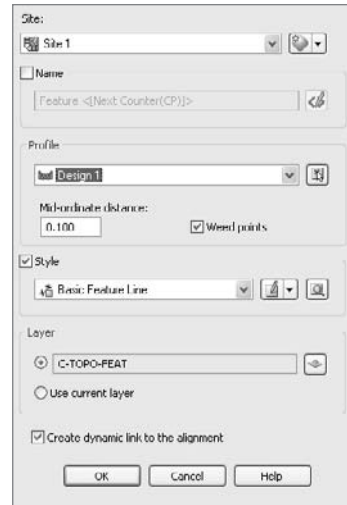 Site:
Site 1
Name
Feature <[Next Counter(CP)]>
Profile
Design 1
Mid-ordinate distance:
0.100 Weed points
Style
Basic Feature Line
Layer
C-TOPO-FEAT
Use current layer
Create dynamic link to the alignment
OK Cancel Help